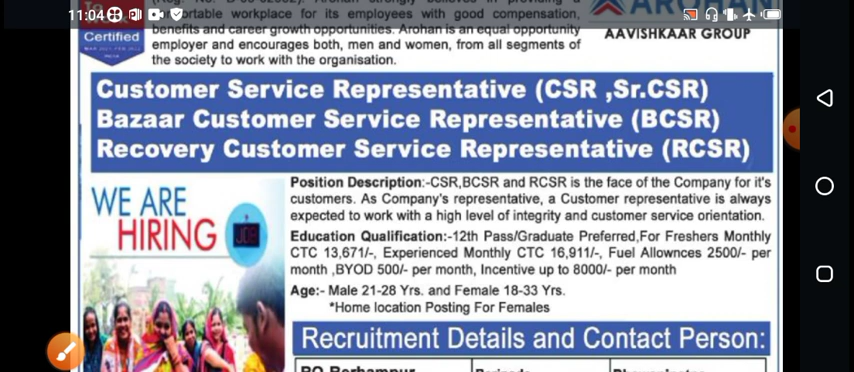 11:04
Certified
comfortable workplace for its employees with good compensation,
benefits and career growth opportunities. Arohan is an equal opportunity
employer and encourages both, men and women, from all segments of
the society to work with the organisation.
AAVISHKAAR GROUP
Customer Service Representative (CSR ,Sr.CSR)
Bazaar Customer Service Representative (BCSR)
Recovery Customer Service Representative (RCSR)
WE ARE
HIRING
JOB
Position Description:-CSR,BCSR and RCSR is the face of the Company for it's
customers. As Company's representative, a Customer representative is always
expected to work with a high level of integrity and customer service orientation.
Education Qualification:-12th Pass/Graduate Preferred,For Freshers Monthly
CTC 13,671/-, Experienced Monthly CTC 16,911/-, Fuel Allownces 2500/- per
month ,BYOD 500/- per month, Incentive up to 8000/- per month
Age:- Male 21-28 Yrs. and Female 18-33 Yrs.
*Home location Posting For Females
Recruitment Details and Contact Person: